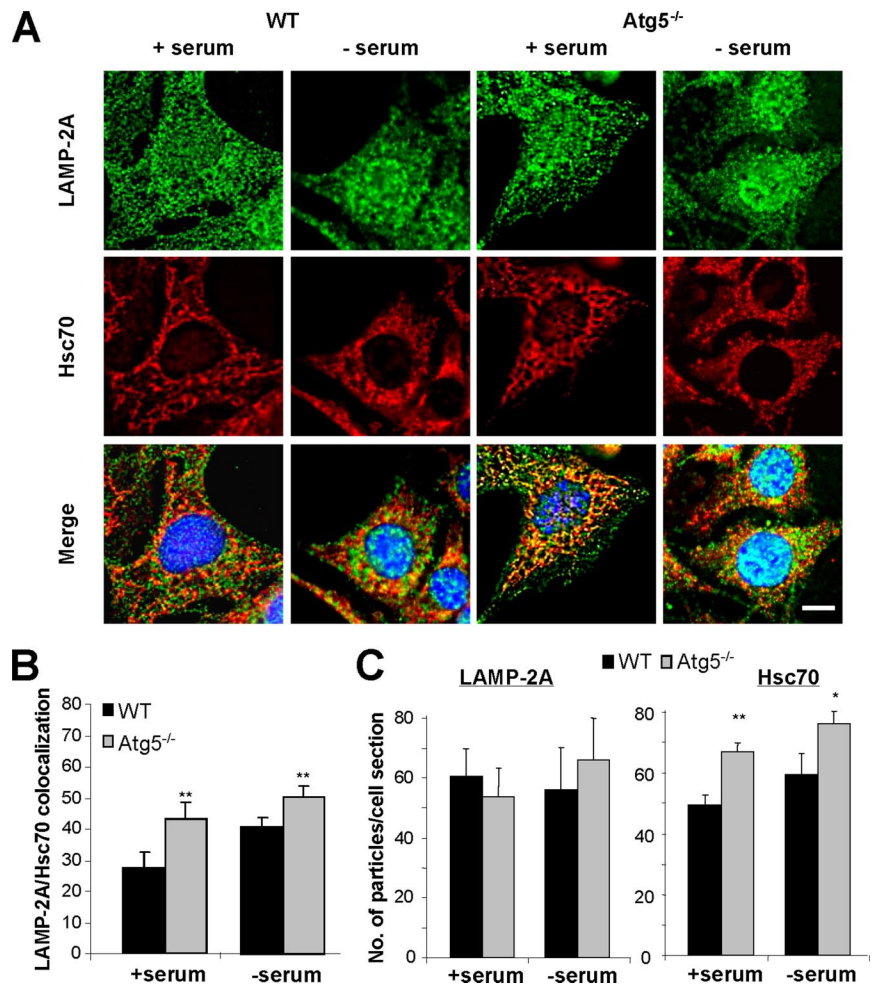 A
WT
Atg5-/-
+ serum
- serum
+ serum
- serum
LAMP-2A
Hsc70
Merge
B
LAMP-2A/Hsc70 colocalization
80
70
60
50
40
30
20
10
0
WT
Atg5-/-
**
**
+serum
-serum
C
WT
Atg5-/-
LAMP-2A
Hsc70
No. of particles/cell section
80
60
40
20
0
+serum
-serum
80
60
40
20
0
**
*
+serum
-serum